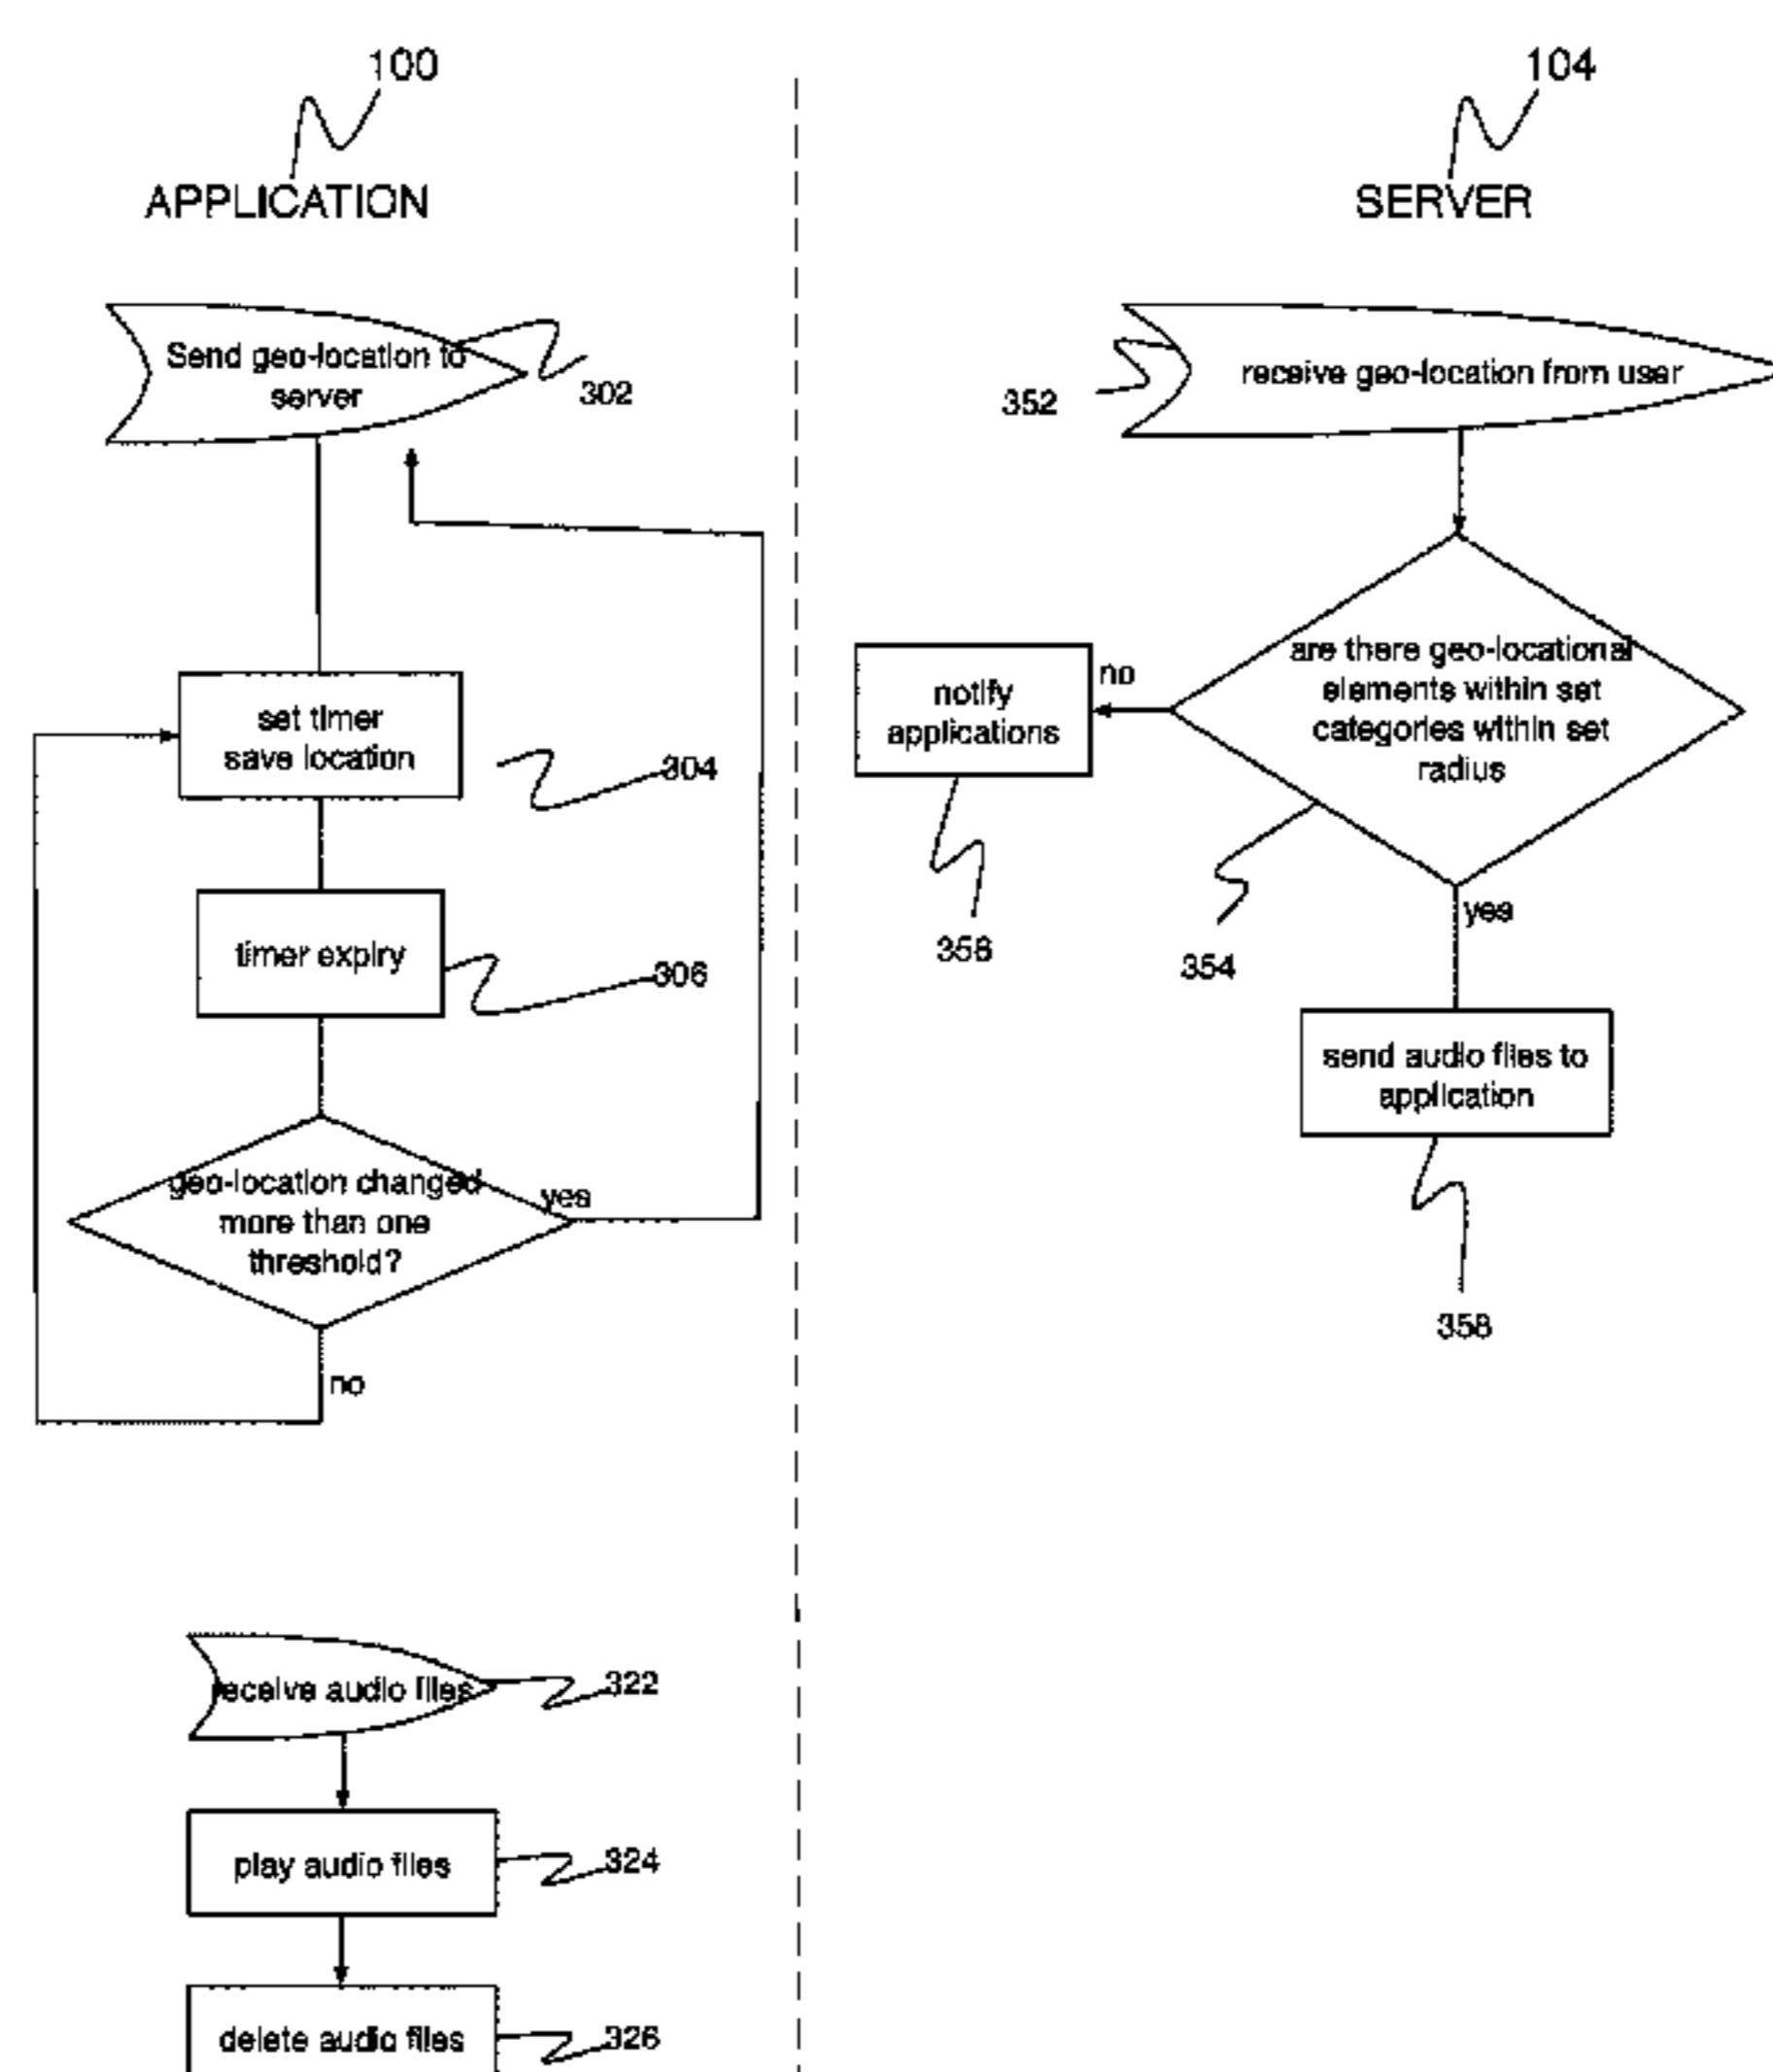 100
APPLICATION
Send geo-location to
server
302
set timer
save location
304
timer expiry
306
geo-location changed
more than one
threshold?
yes
no
receive audio files
322
play audio files
324
delete audio files
326
104
SERVER
receive geo-location from user
352
are there geo-locational
elements within set
categories within set
radius
354
no
notify
applications
356
yes
send audio files to
application
358